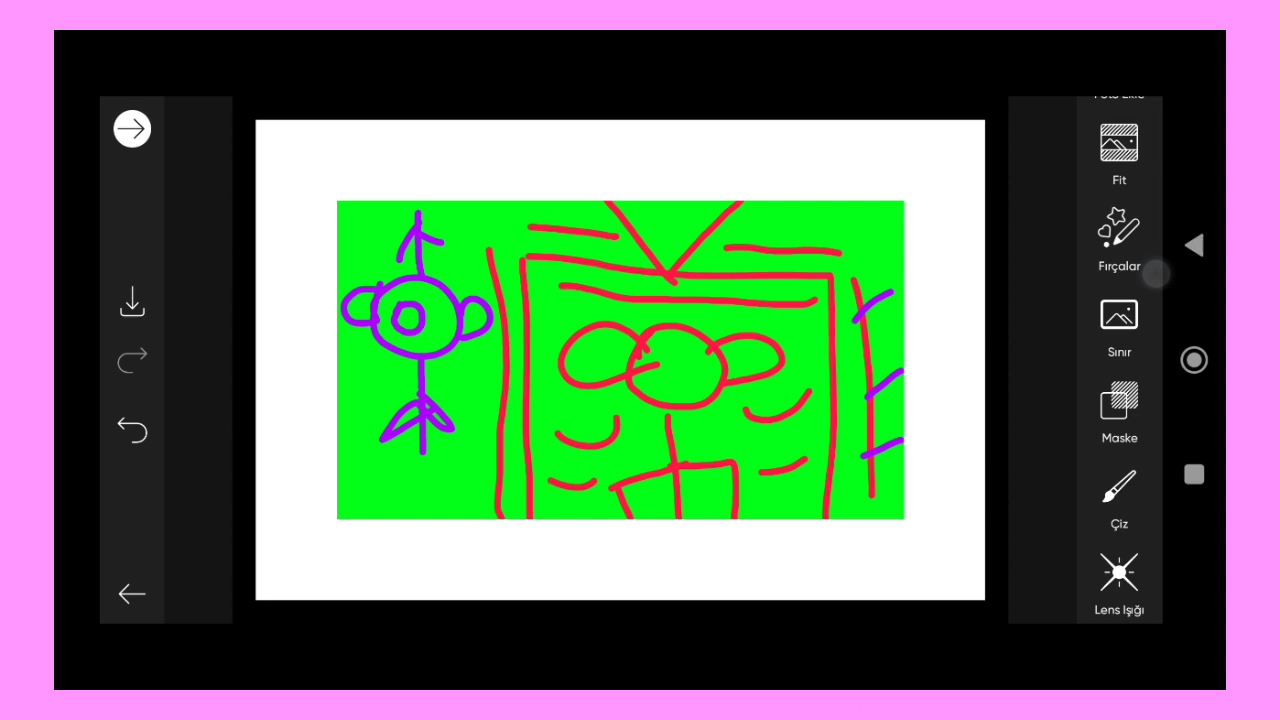 Fit
Fırçalar
Sınır
Maske
Çiz
Lens Işığı